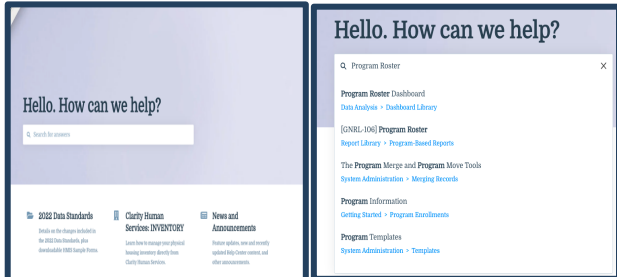 Hello. How can we help?
Search for answers
2022 Data Standards
Details on the changes included in
the 2022 Data Standards, plus
downloadable HMIS Sample Forms.
Clarity Human
Services: INVENTORY
Learn how to manage your physical
housing inventory directly from
Clarity Human Services.
News and
Announcements
Feature updates, new and recently
updated Help Center content, and
other announcements.
Hello. How can we help?
Program Roster X
Program Roster Dashboard
Data Analysis > Dashboard Library
[GNRL-106] Program Roster
Report Library > Program-Based Reports
The Program Merge and Program Move Tools
System Administration > Merging Records
Program Information
Getting Started > Program Enrollments
Program Templates
System Administration > Templates